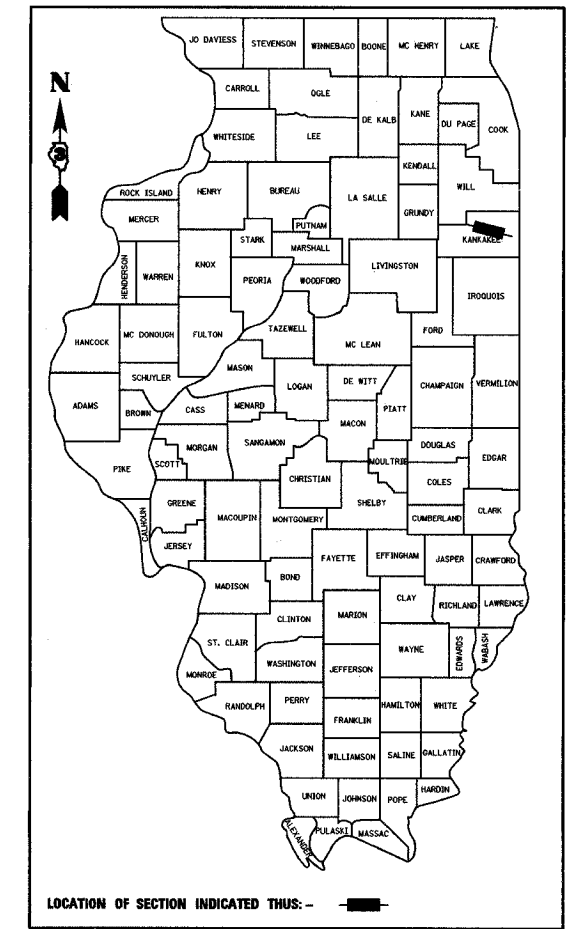 JO DAVIESS STEVENSON WINNEBAGO BOONE MC HENRY LAKE
N
CARROLL OGLE
DE KALB KANE DU PAGE COOK
WHITESIDE LEE
3
KENDALL
ROCK ISLAND HENRY BUREAU LA SALLE WILL
MERCER PUTNAM GRUNDY
STARK MARSHALL KANKAKEE
HENDERSON WARREN KNOX PEORIA WOODFORD LIVINGSTON
IROQUOIS
HANCOCK MC DONOUGH FULTON TAZEWELL MC LEAN FORD
SCHUYLER MASON
ADAMS BROWN CASS MENARD LOGAN DE WITT PIATT CHAMPAIGN VERMILION
MACON
PIKE SCOTT MORGAN SANGAMON CHRISTIAN MOULTRIE DOUGLAS EDGAR
COLES
CALHOUN GREENE MACOUPIN MONTGOMERY SHELBY CUMBERLAND CLARK
JERSEY
FAYETTE EFFINGHAM JASPER CRAWFORD
MADISON BOND
CLINTON MARION CLAY RICHLAND LAWRENCE
ST. CLAIR WAYNE EDWARDS WABASH
WASHINGTON JEFFERSON
MONROE
RANDOLPH PERRY HAMILTON WHITE
FRANKLIN
JACKSON WILLIAMSON SALINE GALLATIN
UNION JOHNSON POPE HARDIN
ALEXANDER PULASKI MASSAC
LOCATION OF SECTION INDICATED THUS: –